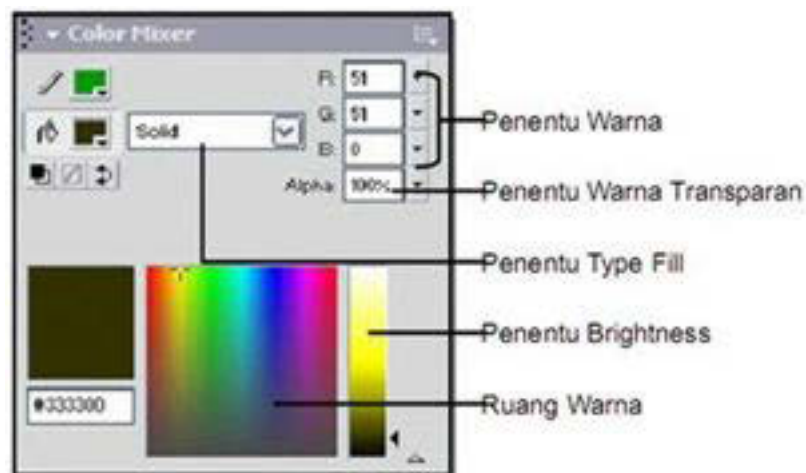 Color Mixer
R: 51
G: 51
B: 0
Solid
Alpha: 100%
#333300
Penentu Warna
Penentu Warna Transparan
Penentu Type Fill
Penentu Brightness
Ruang Warna